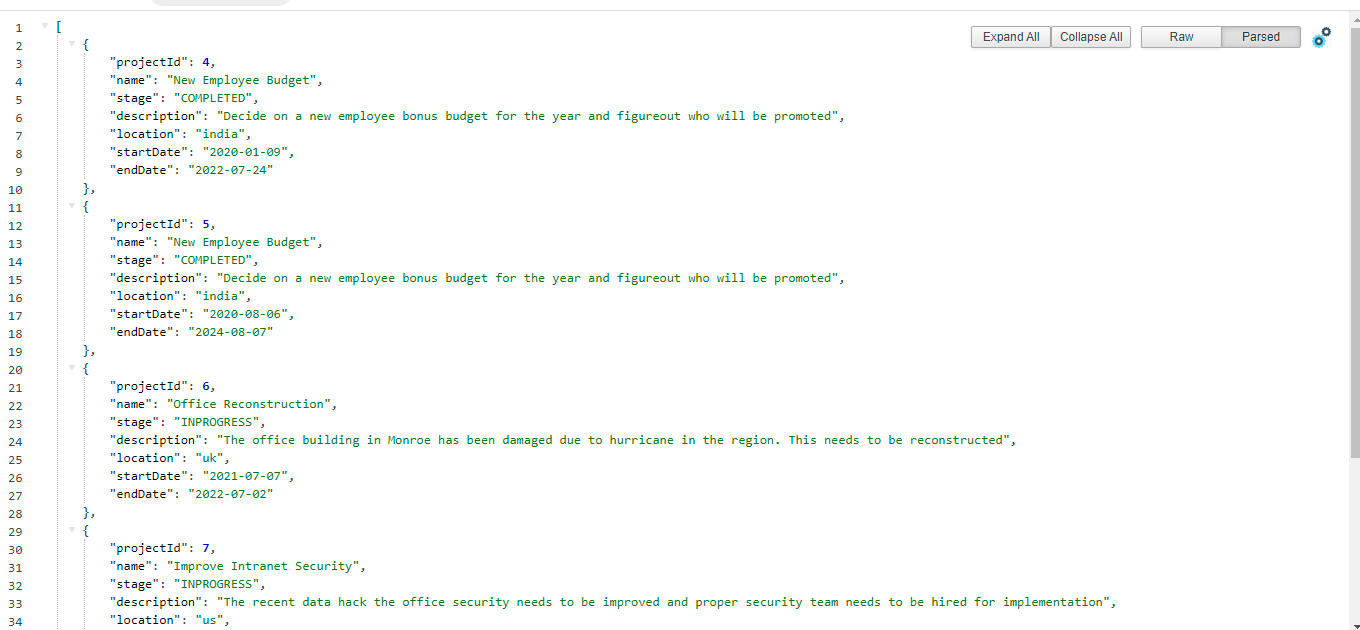 Expand All Collapse All Raw Parsed
1 [
2 {
3 "projectId": 4,
4 "name": "New Employee Budget",
5 "stage": "COMPLETED",
6 "description": "Decide on a new employee bonus budget for the year and figureout who will be promoted",
7 "location": "india",
8 "startDate": "2020-01-09",
9 "endDate": "2022-07-24"
10 },
11 {
12 "projectId": 5,
13 "name": "New Employee Budget",
14 "stage": "COMPLETED",
15 "description": "Decide on a new employee bonus budget for the year and figureout who will be promoted",
16 "location": "india",
17 "startDate": "2020-08-06",
18 "endDate": "2024-08-07"
19 },
20 {
21 "projectId": 6,
22 "name": "Office Reconstruction",
23 "stage": "INPROGRESS",
24 "description": "The office building in Monroe has been damaged due to hurricane in the region. This needs to be reconstructed",
25 "location": "uk",
26 "startDate": "2021-07-07",
27 "endDate": "2022-07-02"
28 },
29 {
30 "projectId": 7,
31 "name": "Improve Intranet Security",
32 "stage": "INPROGRESS",
33 "description": "The recent data hack the office security needs to be improved and proper security team needs to be hired for implementation",
34 "location": "us",